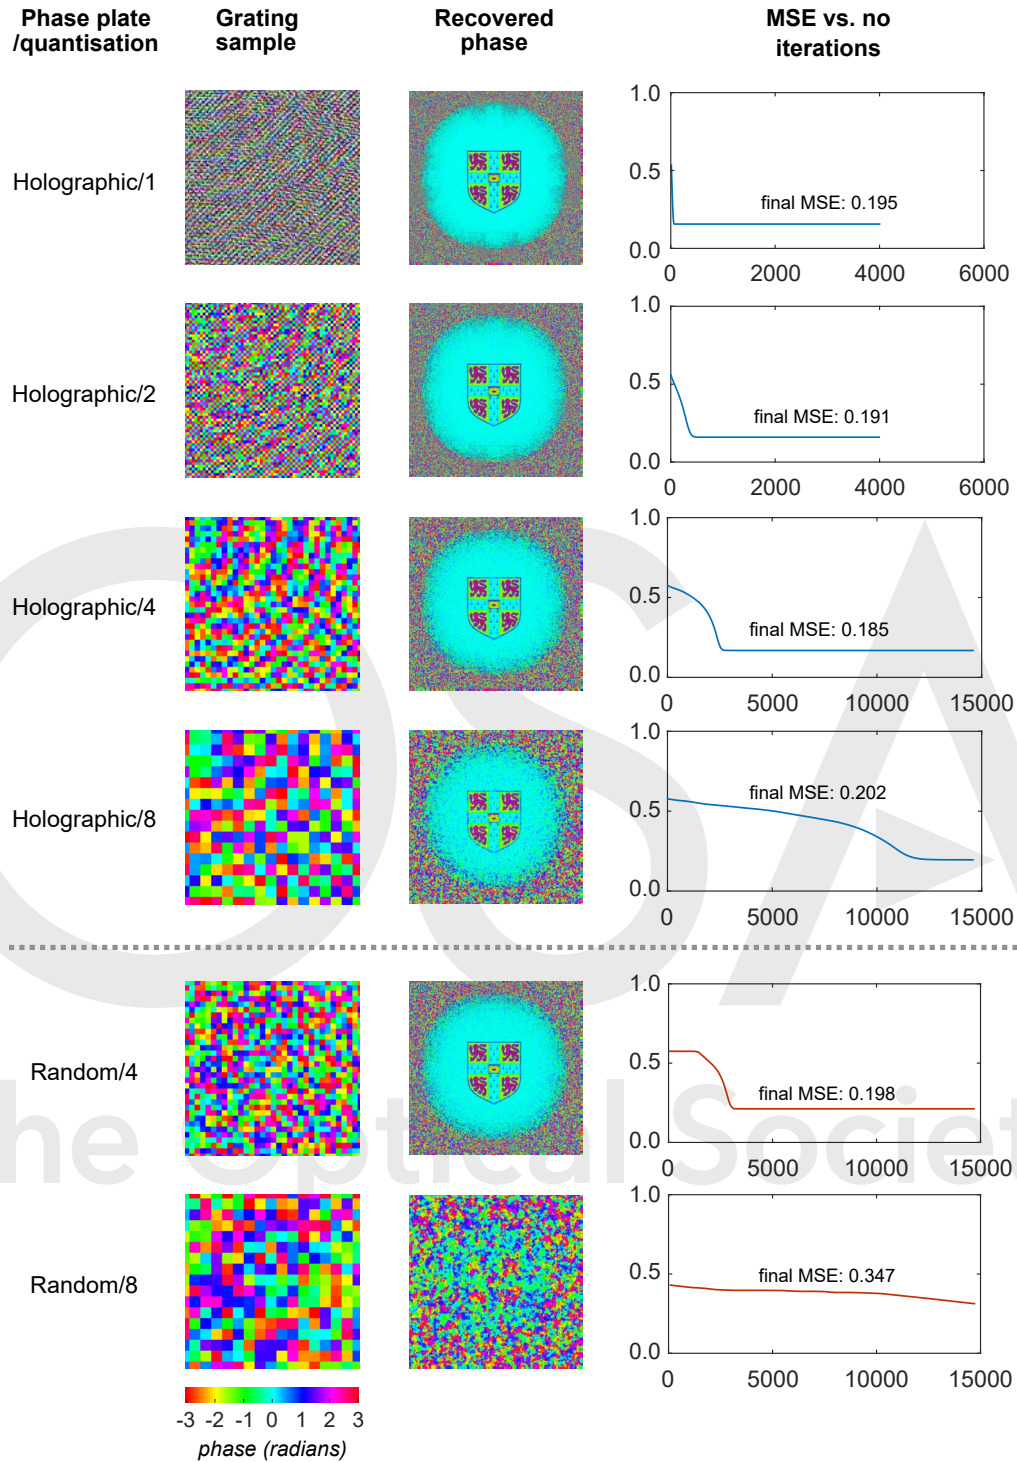 Phase plate
/quantisation
Grating
sample
Recovered
phase
MSE vs. no
iterations
Holographic/1
1.0
0.5
0.0
final MSE: 0.195
0 2000 4000 6000
Holographic/2
1.0
0.5
0.0
final MSE: 0.191
0 2000 4000 6000
Holographic/4
1.0
0.5
0.0
final MSE: 0.185
0 5000 10000 15000
Holographic/8
1.0
0.5
0.0
final MSE: 0.202
0 5000 10000 15000
Random/4
1.0
0.5
0.0
final MSE: 0.198
0 5000 10000 15000
Random/8
1.0
0.5
0.0
final MSE: 0.347
0 5000 10000 15000
-3 -2 -1 0 1 2 3
phase (radians)
OSA
he Optical Societ